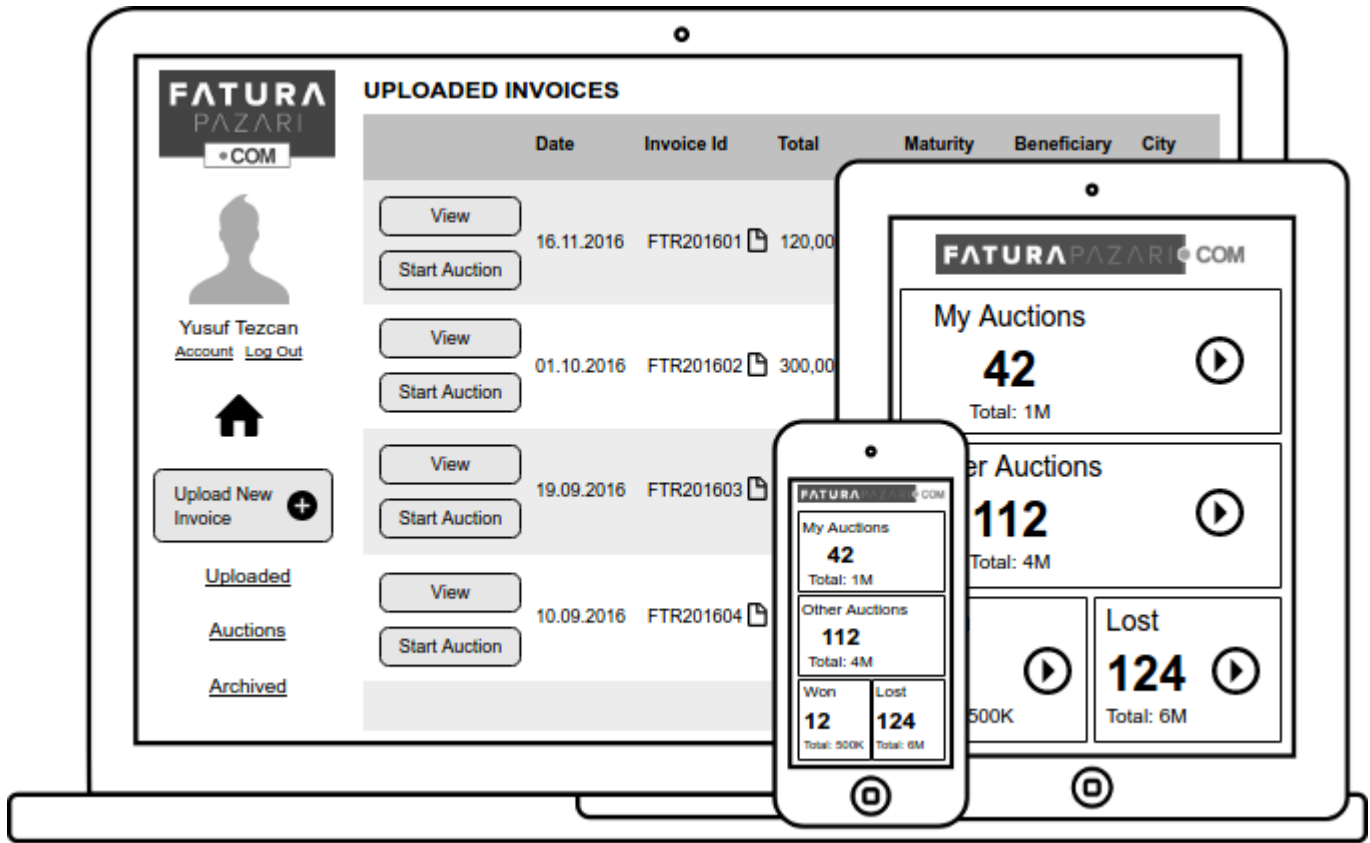 FATURA
PAZARI
COM
Yusuf Tezcan
Account Log Out
Upload New
Invoice
Uploaded
Auctions
Archived
UPLOADED INVOICES
Date Invoice Id Total Maturity Beneficiary City
View
Start Auction
16.11.2016 FTR201601 120,00
View
Start Auction
01.10.2016 FTR201602 300,00
View
Start Auction
19.09.2016 FTR201603
View
Start Auction
10.09.2016 FTR201604
FATURAPAZARI COM
My Auctions
42
Total: 1M
Other Auctions
112
Total: 4M
Won Lost
12 124
Total: 500K Total: 6M
FATURAPAZARI COM
My Auctions
42
Total: 1M
er Auctions
112
Total: 4M
500K
Lost
124
Total: 6M